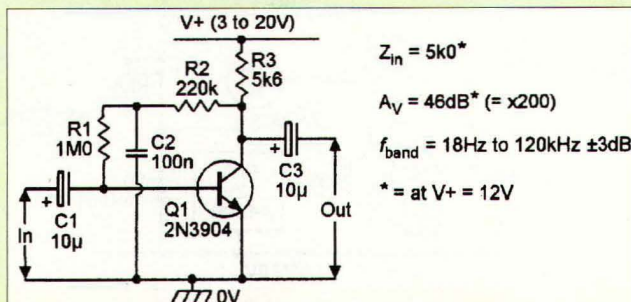 V+ (3 to 20V)
R3
5k6
R2
220k
R1
1M0
C2
100n
+
C3
10µ
Q1
2N3904
+
C1
10µ
In
Out
0V
Zin = 5k0*
AV = 46dB* (= x200)
fband = 18Hz to 120kHz ±3dB
* = at V+ = 12V